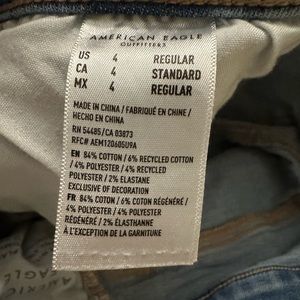 AMERICAN EAGLE
OUTFITTERS
US 4 REGULAR
CA 4 STANDARD
MX 4 REGULAR
MADE IN CHINA / FABRIQUÉ EN CHINE /
HECHO EN CHINA
RN 54485 / CA 03873
RFC# AEM120605U9A
EN 84% COTTON / 6% RECYCLED COTTON
/ 4% POLYESTER / 4% RECYCLED
POLYESTER / 2% ELASTANE
EXCLUSIVE OF DECORATION
FR 84% COTON / 6% COTON RÉGÉNÉRÉ /
4% POLYESTER / 4% POLYESTER
RÉGÉNÉRÉ / 2% ÉLASTHANNE
À L'EXCEPTION DE LA GARNITURE
AMERIC
EAGLE